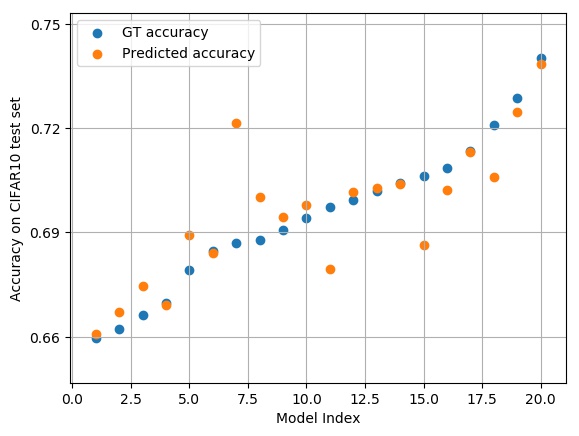 GT accuracy
Predicted accuracy
Accuracy on CIFAR10 test set
0.75
0.72
0.69
0.66
0.0 2.5 5.0 7.5 10.0 12.5 15.0 17.5 20.0
Model Index